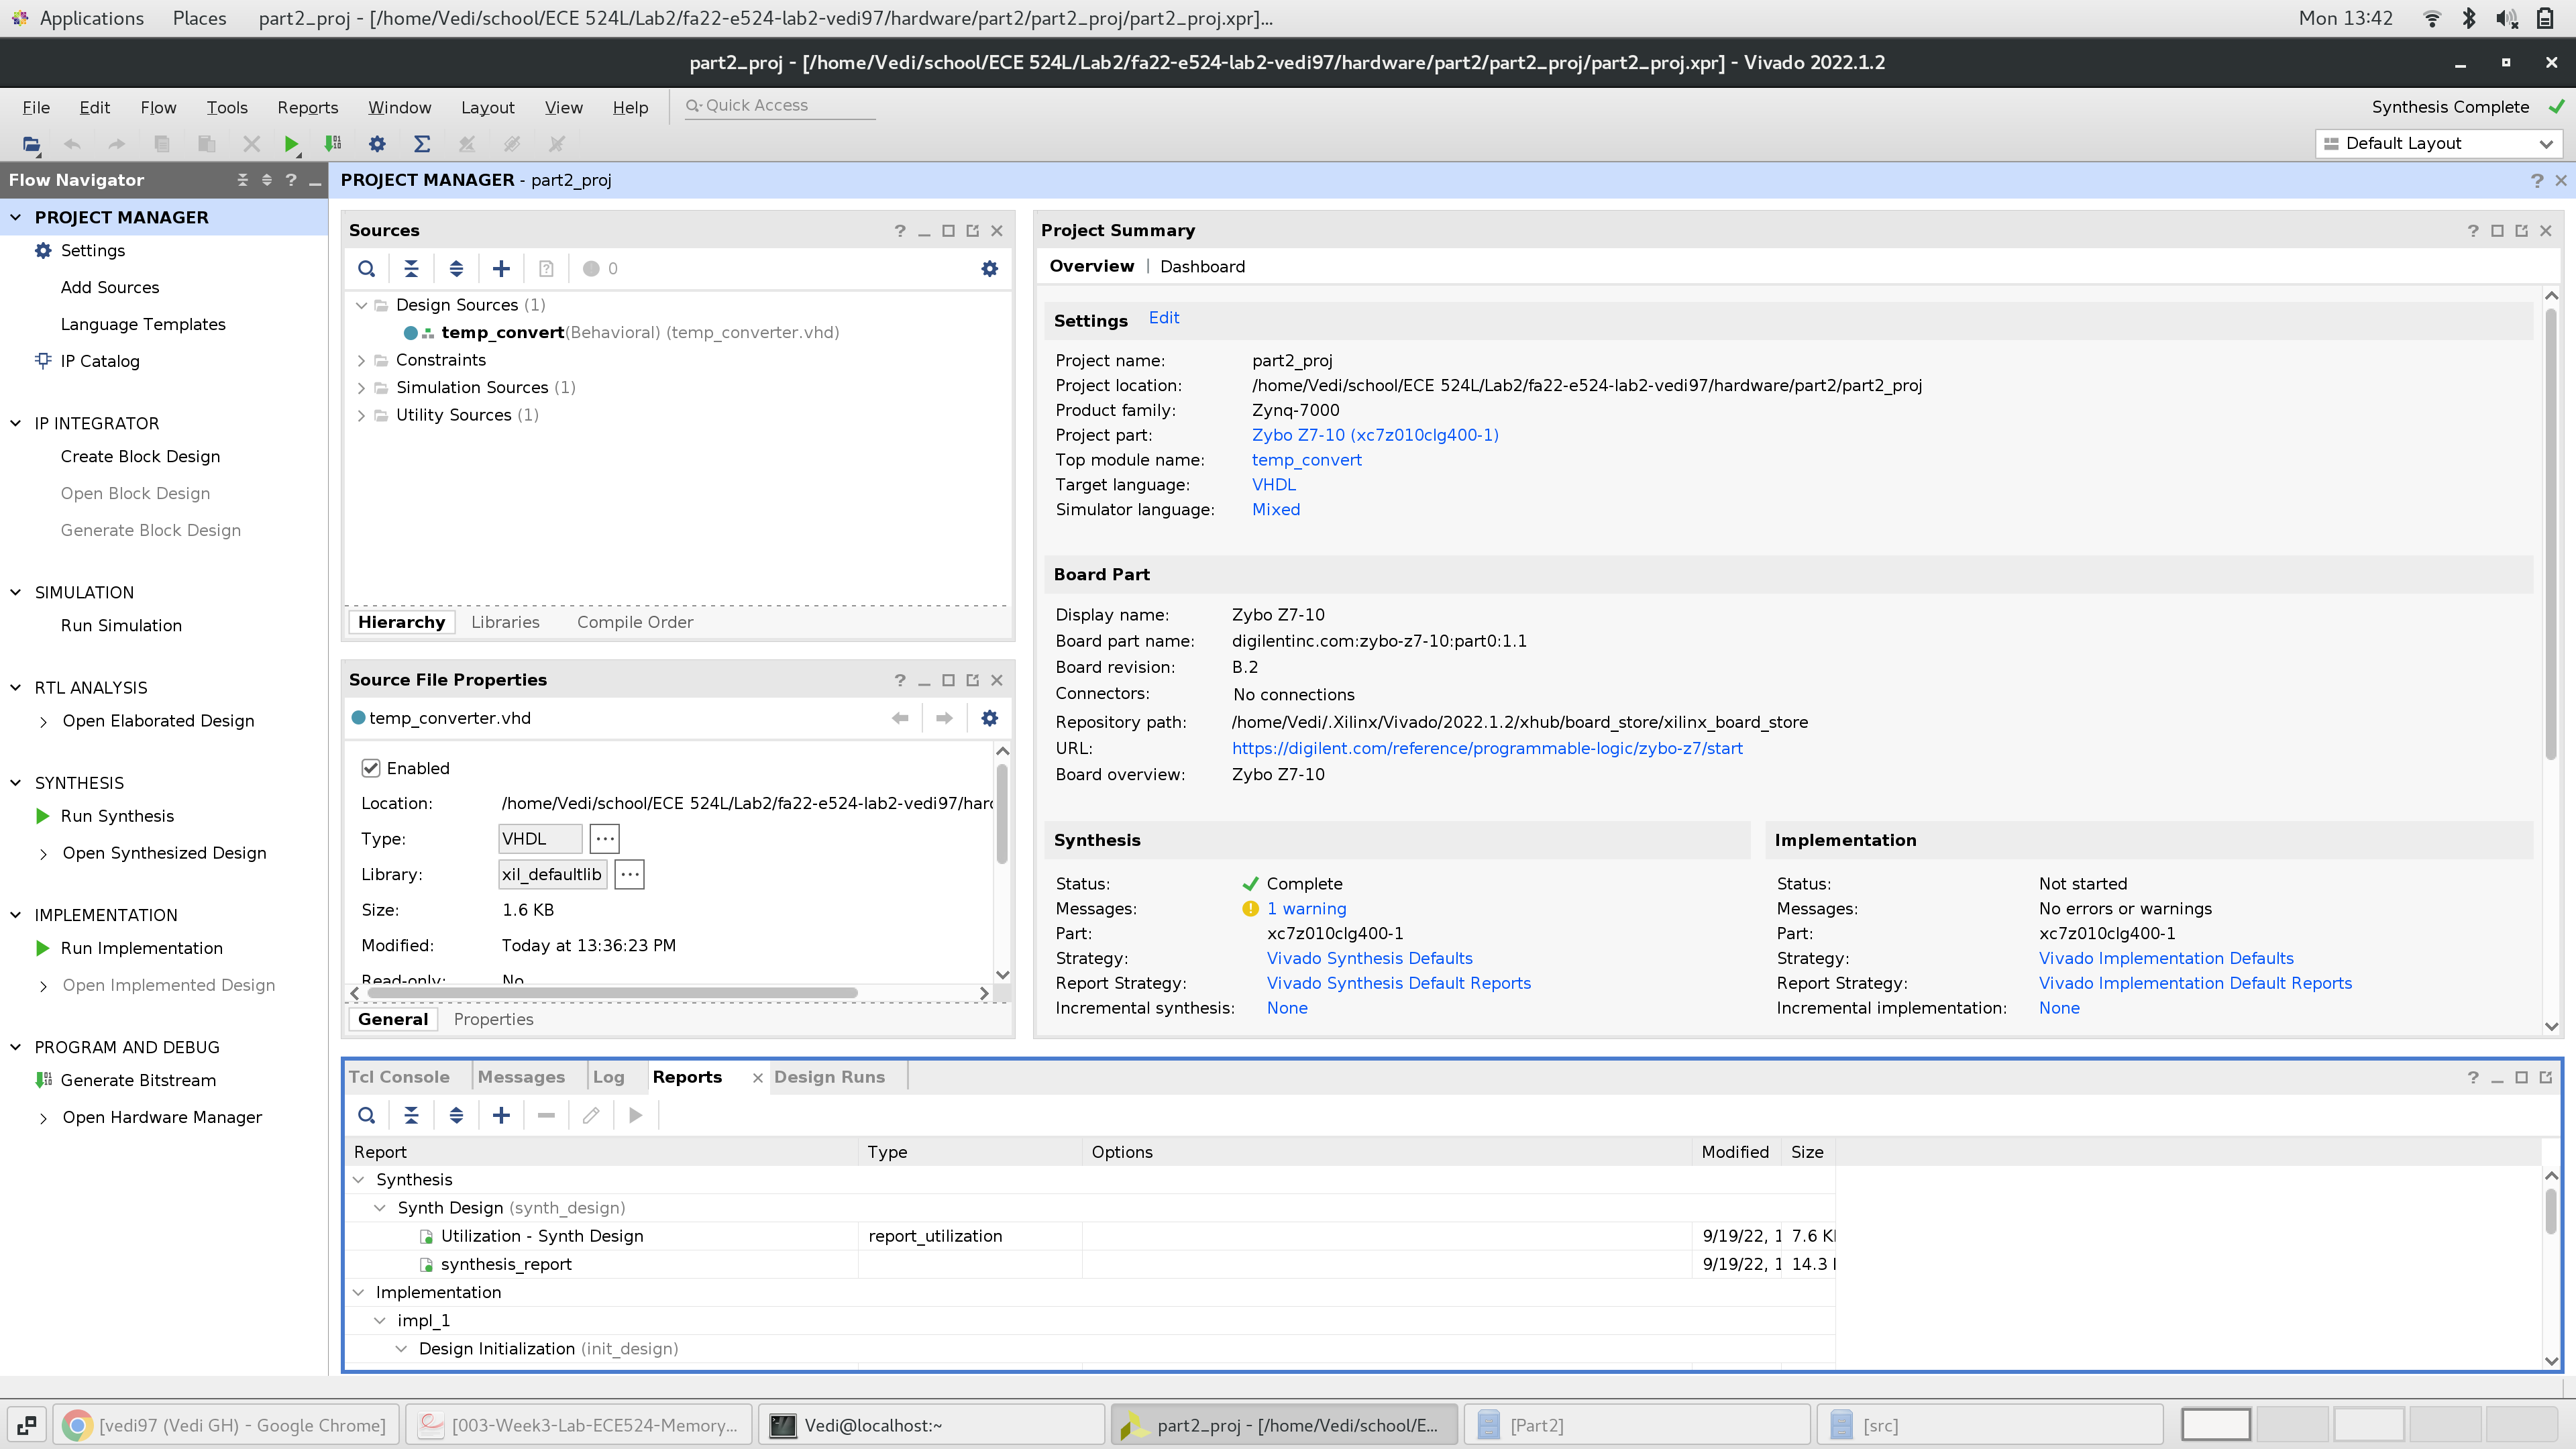 Applications Places part2_proj - [/home/Vedi/school/ECE 524L/Lab2/fa22-e524-lab2-vedi97/hardware/part2/part2_proj/part2_proj.xpr]... Mon 13:42
part2_proj - [/home/Vedi/school/ECE 524L/Lab2/fa22-e524-lab2-vedi97/hardware/part2/part2_proj/part2_proj.xpr] - Vivado 2022.1.2
File Edit Flow Tools Reports Window Layout View Help Quick Access Synthesis Complete
Default Layout
Flow Navigator
PROJECT MANAGER
Settings
Add Sources
Language Templates
IP Catalog
IP INTEGRATOR
Create Block Design
Open Block Design
Generate Block Design
SIMULATION
Run Simulation
RTL ANALYSIS
Open Elaborated Design
SYNTHESIS
Run Synthesis
Open Synthesized Design
IMPLEMENTATION
Run Implementation
Open Implemented Design
PROGRAM AND DEBUG
Generate Bitstream
Open Hardware Manager
PROJECT MANAGER - part2_proj
Sources
0
Design Sources (1)
temp_convert(Behavioral) (temp_converter.vhd)
Constraints
Simulation Sources (1)
Utility Sources (1)
Hierarchy Libraries Compile Order
Source File Properties
temp_converter.vhd
Enabled
Location: /home/Vedi/school/ECE 524L/Lab2/fa22-e524-lab2-vedi97/hard
Type: VHDL ...
Library: xil_defaultlib ...
Size: 1.6 KB
Modified: Today at 13:36:23 PM
Read-only: No
General Properties
Project Summary
Overview | Dashboard
Settings Edit
Project name: part2_proj
Project location: /home/Vedi/school/ECE 524L/Lab2/fa22-e524-lab2-vedi97/hardware/part2/part2_proj
Product family: Zynq-7000
Project part: Zybo Z7-10 (xc7z010clg400-1)
Top module name: temp_convert
Target language: VHDL
Simulator language: Mixed
Board Part
Display name: Zybo Z7-10
Board part name: digilentinc.com:zybo-z7-10:part0:1.1
Board revision: B.2
Connectors: No connections
Repository path: /home/Vedi/.Xilinx/Vivado/2022.1.2/xhub/board_store/xilinx_board_store
URL: https://digilent.com/reference/programmable-logic/zybo-z7/start
Board overview: Zybo Z7-10
Synthesis
Status: Complete
Messages: 1 warning
Part: xc7z010clg400-1
Strategy: Vivado Synthesis Defaults
Report Strategy: Vivado Synthesis Default Reports
Incremental synthesis: None
Implementation
Status: Not started
Messages: No errors or warnings
Part: xc7z010clg400-1
Strategy: Vivado Implementation Defaults
Report Strategy: Vivado Implementation Default Reports
Incremental implementation: None
Tcl Console Messages Log Reports Design Runs
Report Type Options Modified Size
Synthesis
Synth Design (synth_design)
Utilization - Synth Design report_utilization 9/19/22, 1 7.6 K
synthesis_report 9/19/22, 1 14.3
Implementation
impl_1
Design Initialization (init_design)
[vedi97 (Vedi GH) - Google Chrome] [003-Week3-Lab-ECE524-Memory... Vedi@localhost:~ part2_proj - [/home/Vedi/school/E... [Part2] [src]